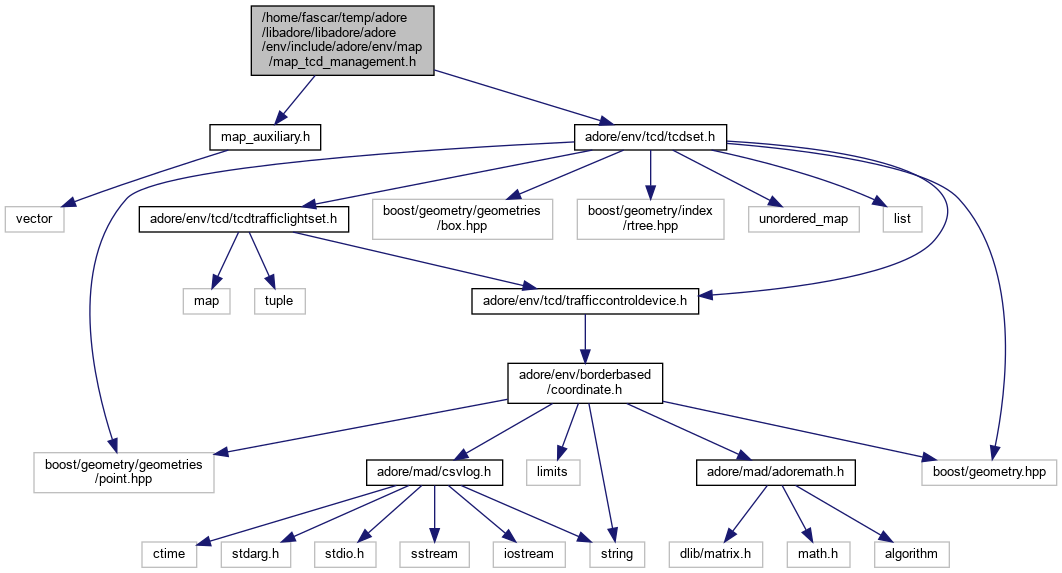 /home/fascar/temp/adore
/libadore/libadore/adore
/env/include/adore/env/map
/map_tcd_management.h
map_auxiliary.h
adore/env/tcd/tcdset.h
vector
adore/env/tcd/tcdtrafficlightset.h
boost/geometry/geometries
/box.hpp
boost/geometry/index
/rtree.hpp
unordered_map
list
map
tuple
adore/env/tcd/trafficcontroldevice.h
adore/env/borderbased
/coordinate.h
boost/geometry/geometries
/point.hpp
adore/mad/csvlog.h
limits
adore/mad/adoremath.h
boost/geometry.hpp
ctime
stdarg.h
stdio.h
sstream
iostream
string
dlib/matrix.h
math.h
algorithm